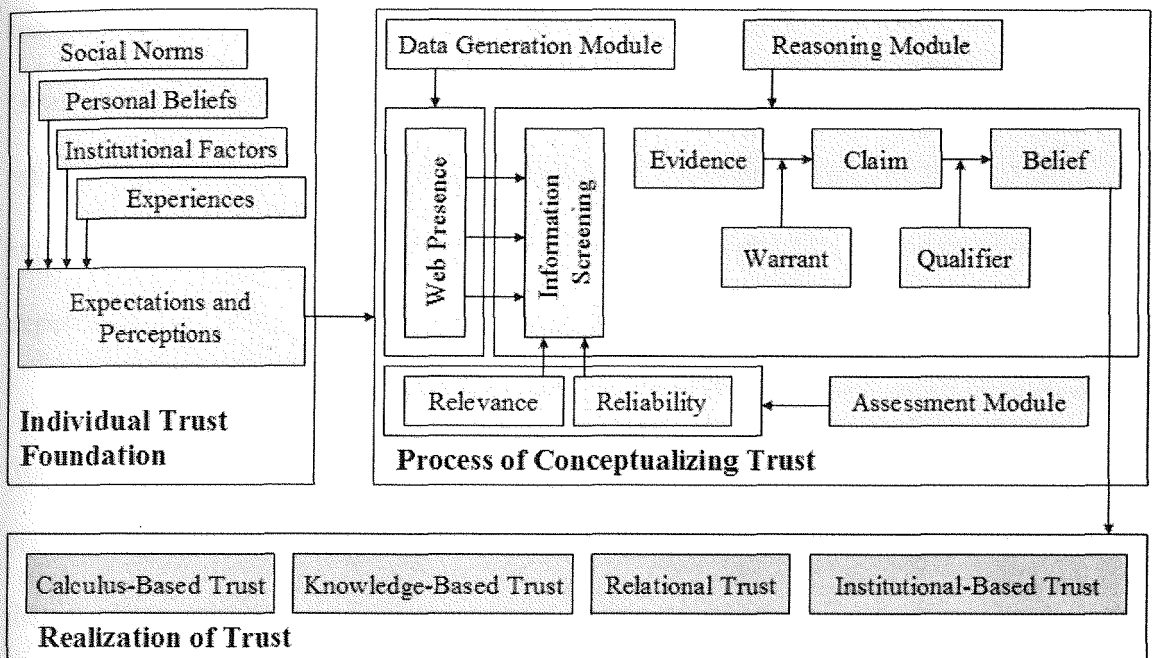 Social Norms
Personal Beliefs
Institutional Factors
Experiences
Expectations and
Perceptions
Individual Trust
Foundation
Data Generation Module
Reasoning Module
Web Presence
Information
Screening
Evidence
Claim
Belief
Warrant
Qualifier
Relevance
Reliability
Assessment Module
Process of Conceptualizing Trust
Calculus-Based Trust
Knowledge-Based Trust
Relational Trust
Institutional-Based Trust
Realization of Trust